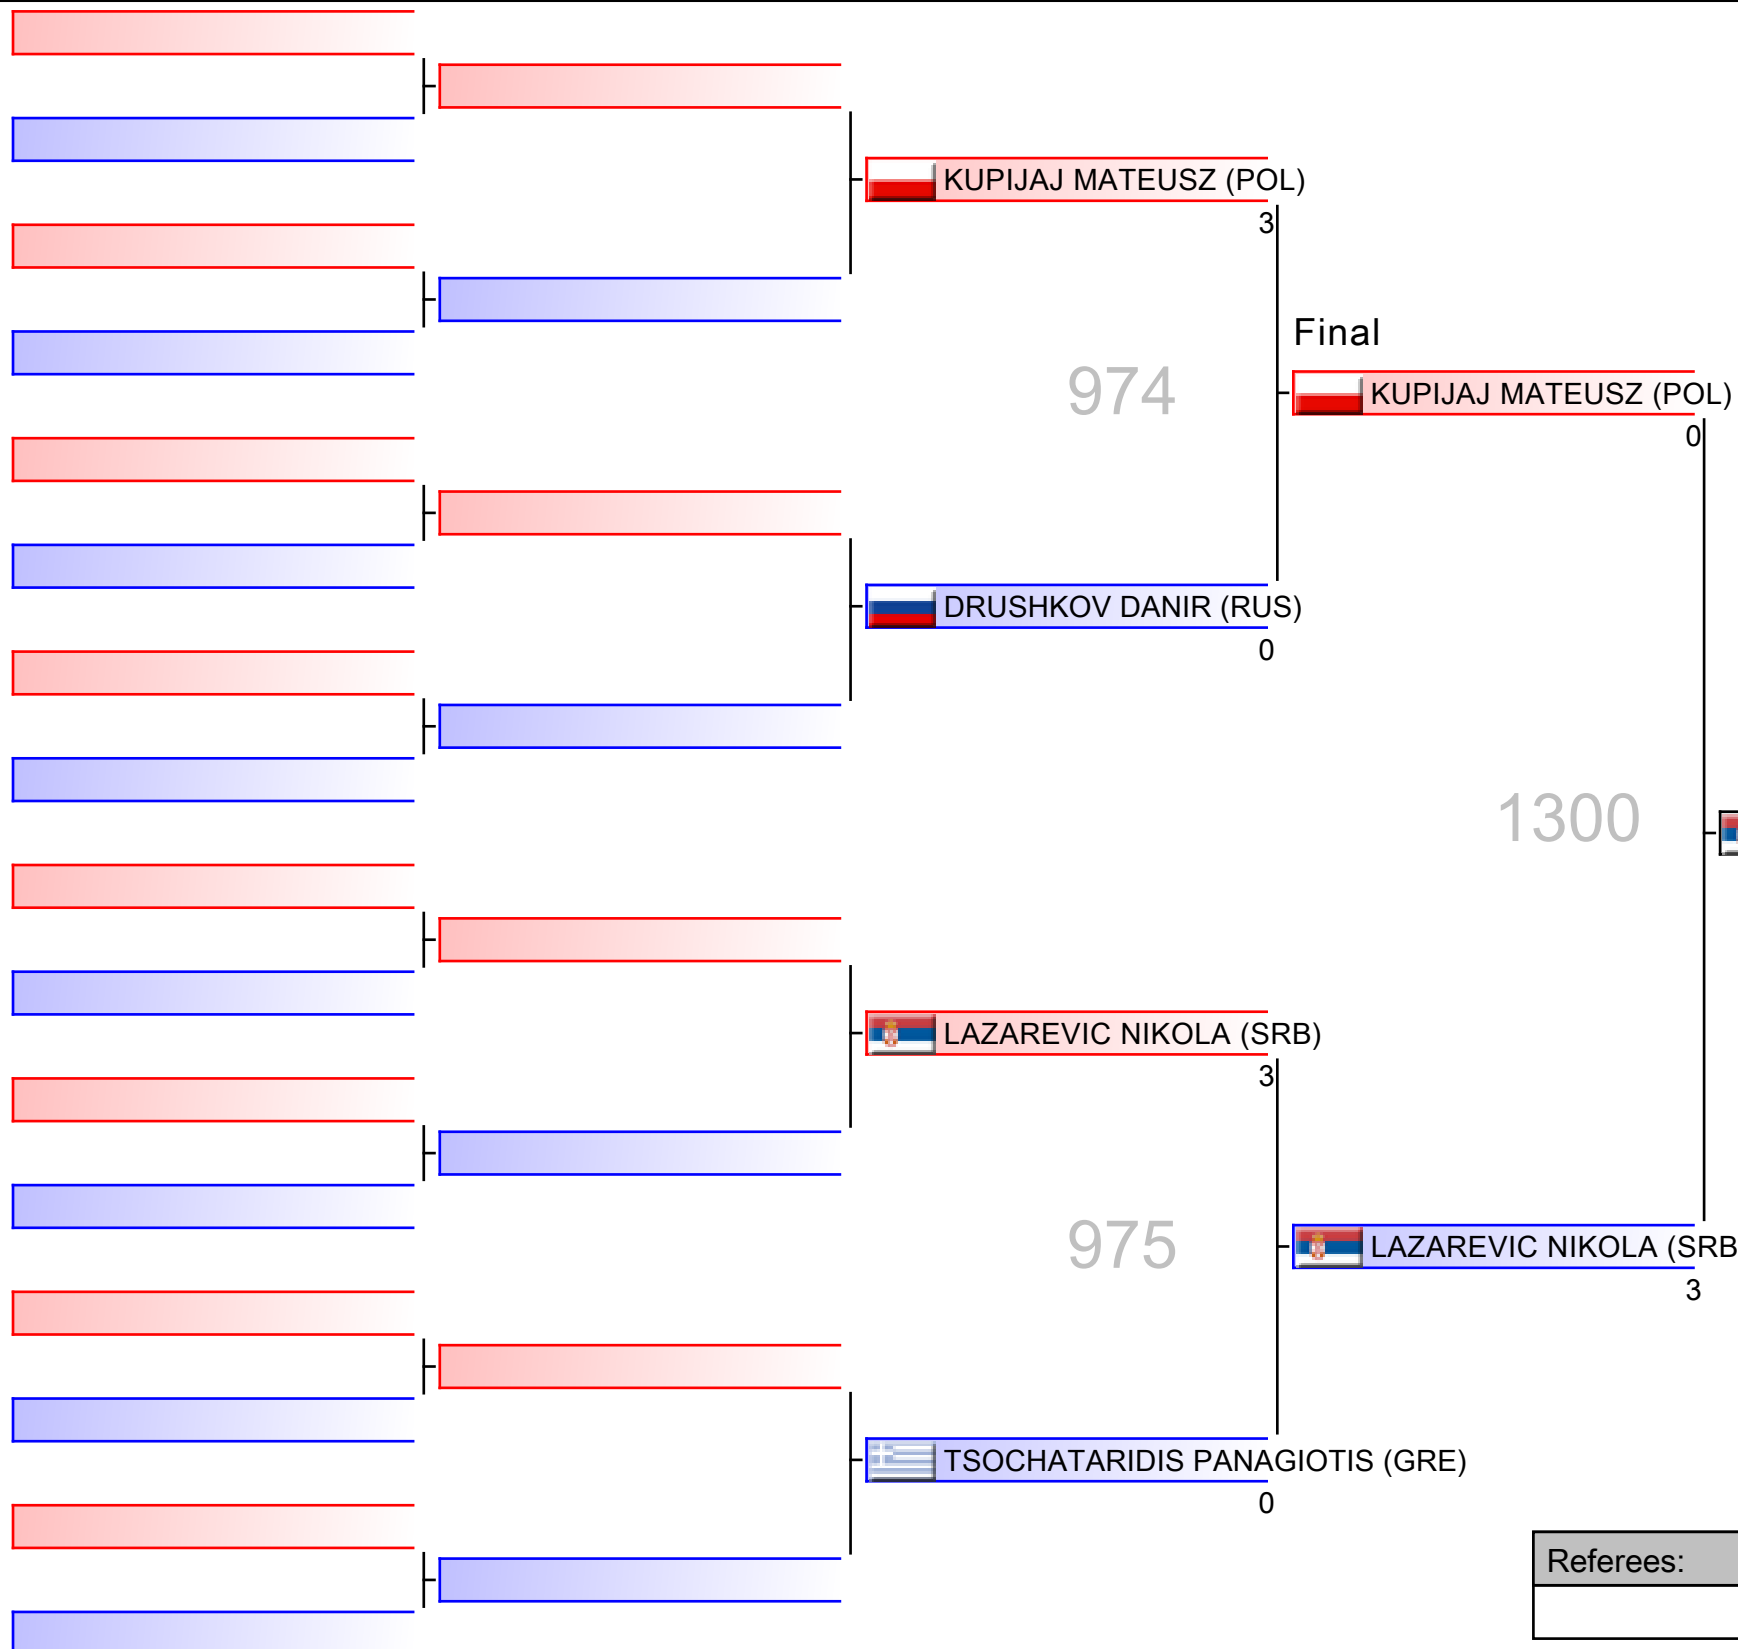 KUPIJAJ MATEUSZ (POL)
3
Final
974
KUPIJAJ MATEUSZ (POL)
0
DRUSHKOV DANIR (RUS)
0
1300
LAZAREVIC NIKOLA (SRB)
3
975
LAZAREVIC NIKOLA (SRB
3
TSOCHATARIDIS PANAGIOTIS (GRE)
0
Referees: